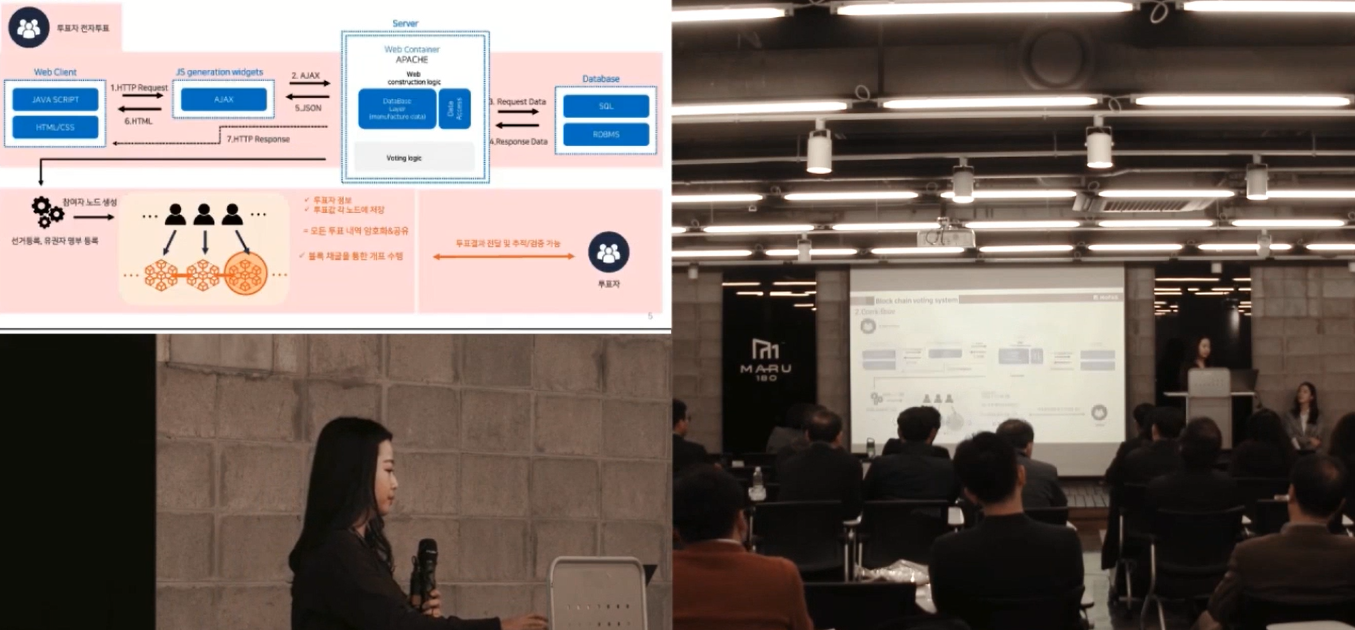 투표자 전자투표
Server
Web Container
APACHE
Web
construction logic
DataBass
Layer
(manufacture data)
Data
Access
Voting logic
Web Client
JAVA SCRIPT
HTML/CSS
1.HTTP Request
6.HTML
JS generation widgets
AJAX
2. AJAX
5.JSON
7.HTTP Response
3. Request Data
4.Response Data
Database
SQL
RDBMS
참여자 노드 생성
선거등록, 유권자 명부 등록
✓ 투표자 정보
✓ 투표값 각 노드에 저장
= 모든 투표 내역 암호화&공유
✓ 블록 체결을 통한 개표 수행
투표결과 전달 및 추적/검증 가능
투표자
5
MARU
180
Block chain voting system